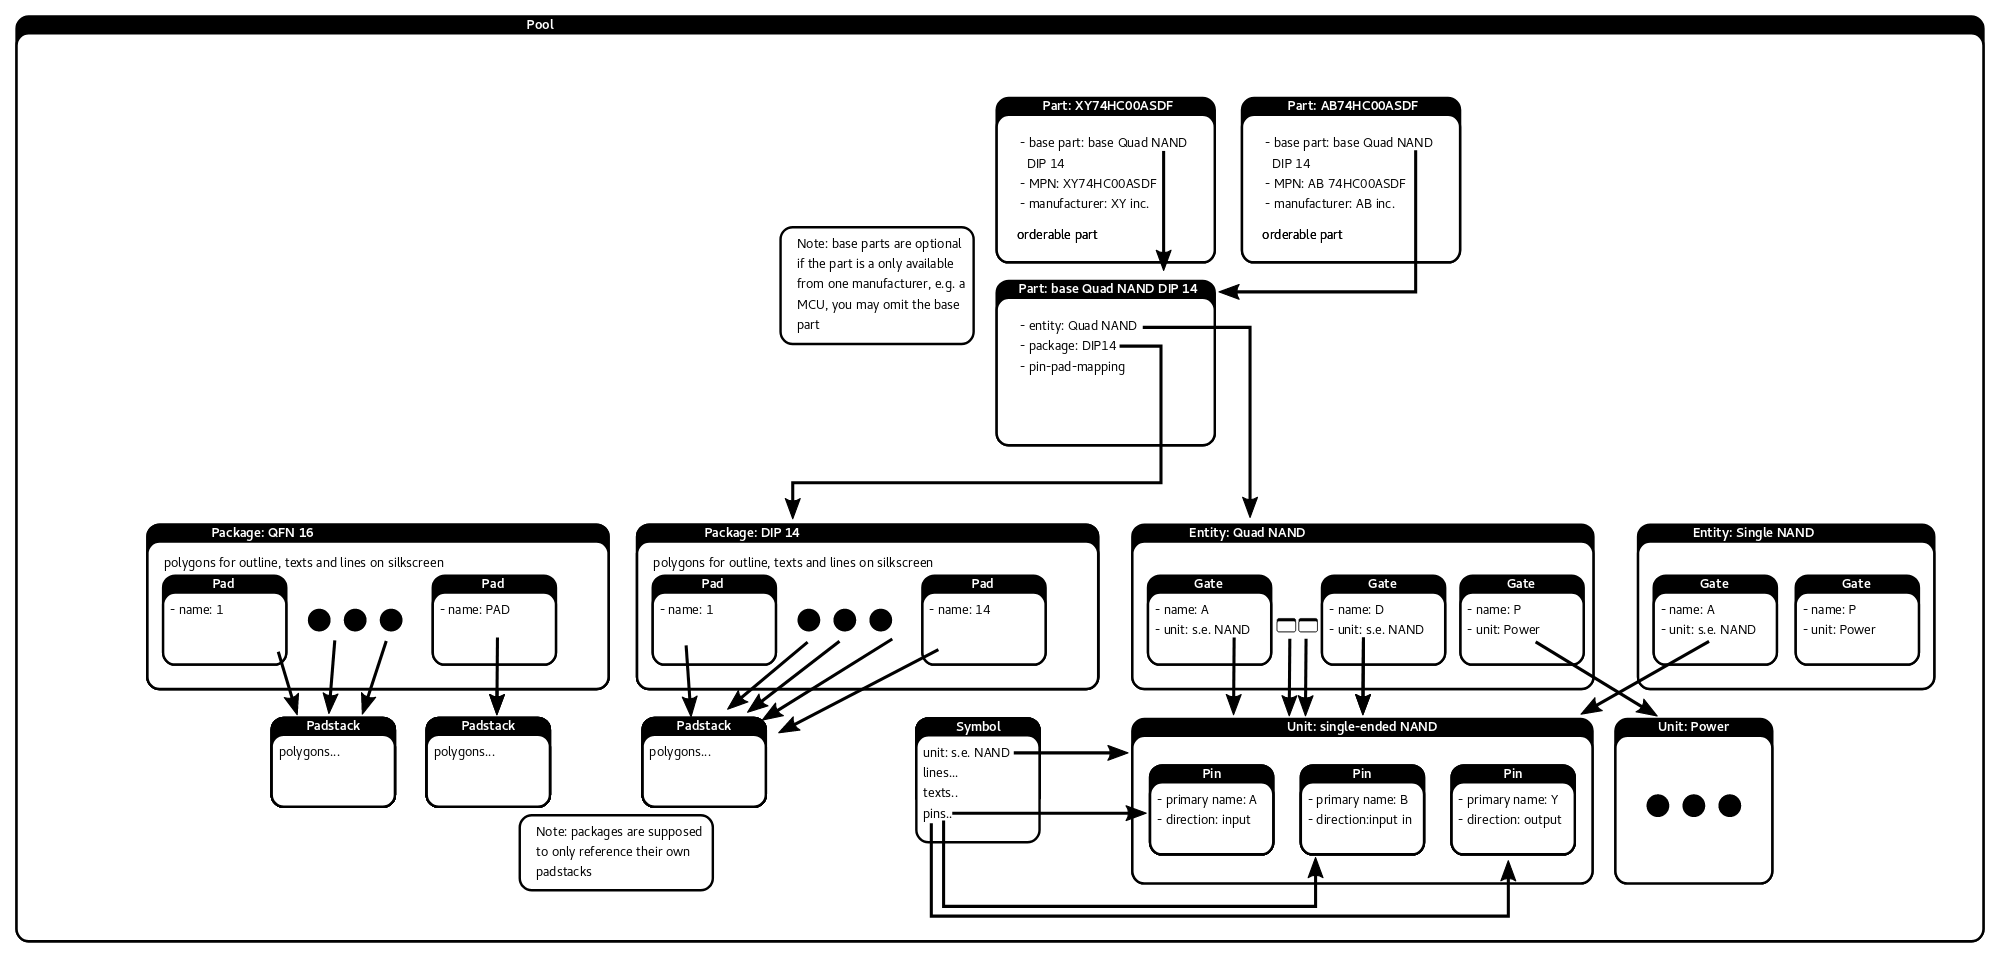 Pool
Part: XY74HC00ASDF
- base part: base Quad NAND
DIP 14
- MPN: XY74HC00ASDF
- manufacturer: XY inc.
orderable part
Part: AB74HC00ASDF
- base part: base Quad NAND
DIP 14
- MPN: AB 74HC00ASDF
- manufacturer: AB inc.
orderable part
Note: base parts are optional
if the part is a only available
from one manufacturer, e.g. a
MCU, you may omit the base
part
Part: base Quad NAND DIP 14
- entity: Quad NAND
- package: DIP14
- pin-pad-mapping
Package: QFN 16
polygons for outline, texts and lines on silkscreen
Pad
- name: 1
Pad
- name: PAD
Package: DIP 14
polygons for outline, texts and lines on silkscreen
Pad
- name: 1
Pad
- name: 14
Entity: Quad NAND
Gate
- name: A
- unit: s.e. NAND
Gate
- name: D
- unit: s.e. NAND
Gate
- name: P
- unit: Power
Entity: Single NAND
Gate
- name: A
- unit: s.e. NAND
Gate
- name: P
- unit: Power
Padstack
polygons...
Padstack
polygons...
Padstack
polygons...
Note: packages are supposed
to only reference their own
padstacks
Symbol
unit: s.e. NAND
lines...
texts..
pins..
Unit: single-ended NAND
Pin
- primary name: A
- direction: input
Pin
- primary name: B
- direction:input in
Pin
- primary name: Y
- direction: output
Unit: Power